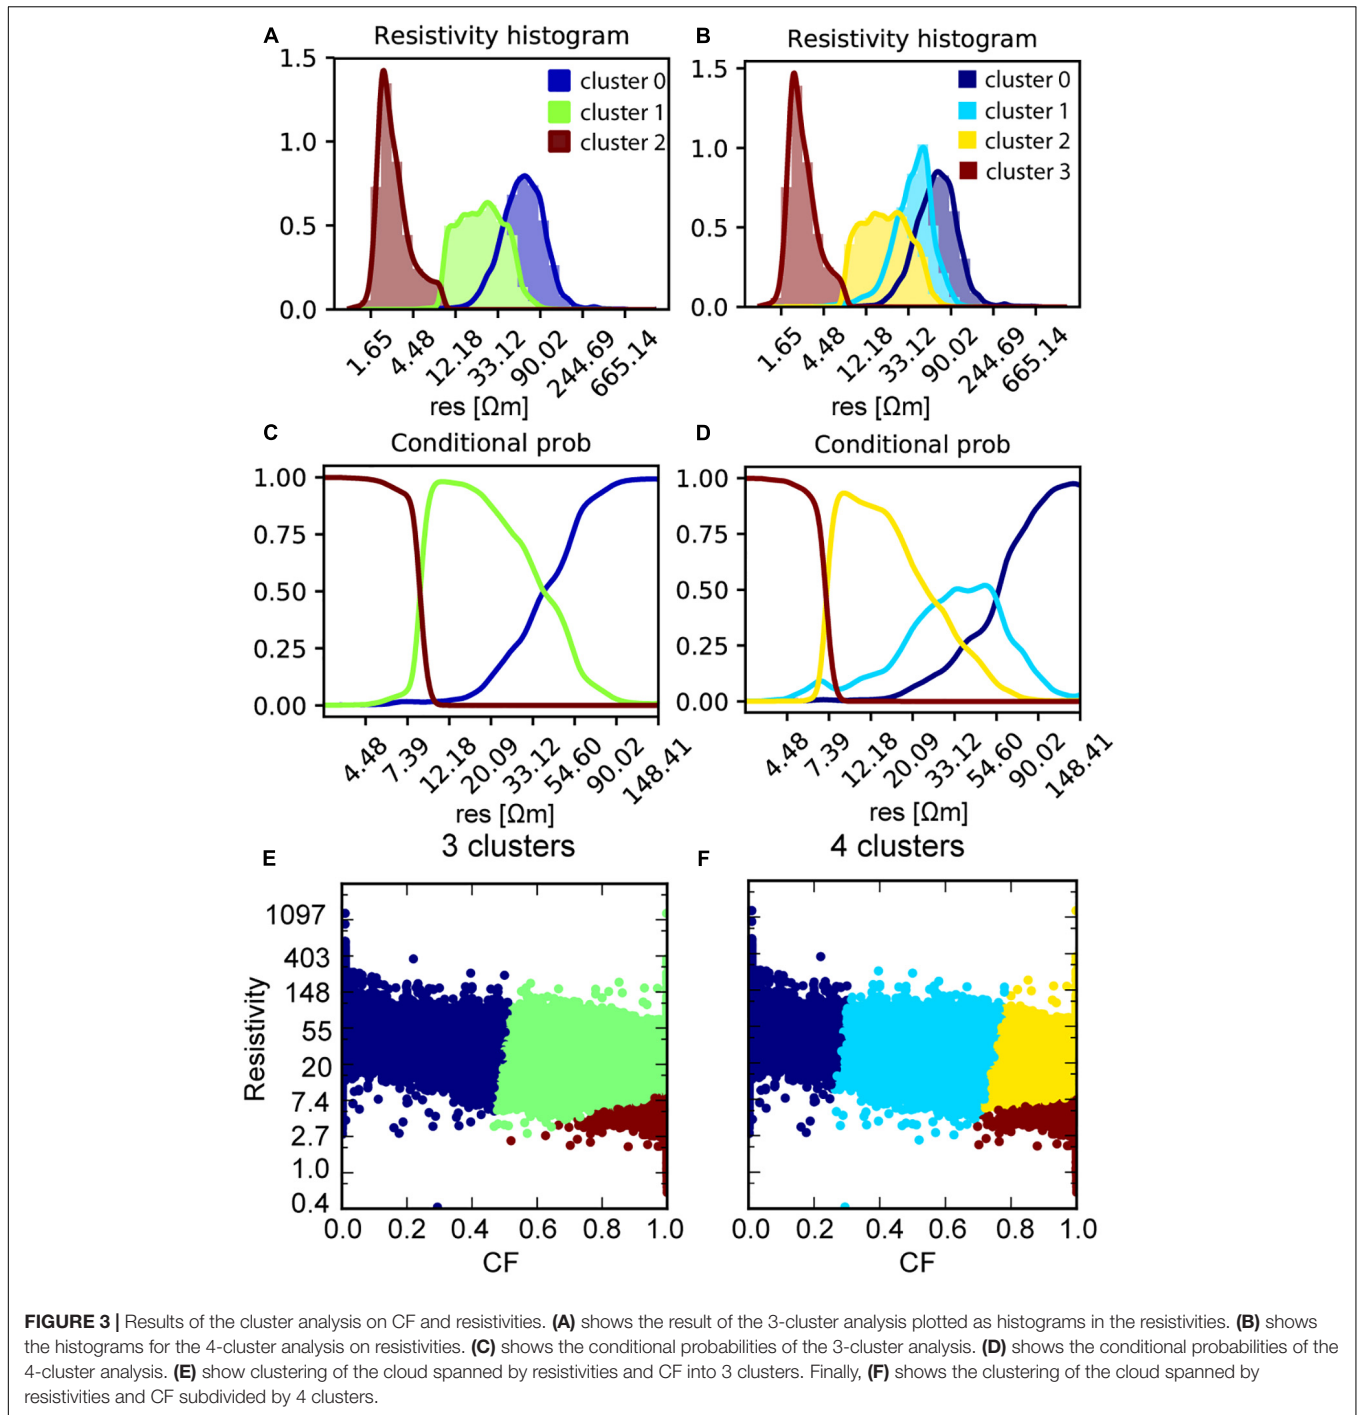 A
Resistivity histogram
1.5
1.0
0.5
0.0
cluster 0
cluster 1
cluster 2
1.65 4.48 12.18 33.12 90.02 244.69 665.14
res [Ωm]
B
Resistivity histogram
1.5
1.0
0.5
0.0
cluster 0
cluster 1
cluster 2
cluster 3
1.65 4.48 12.18 33.12 90.02 244.69 665.14
res [Ωm]
C
Conditional prob
1.00
0.75
0.50
0.25
0.00
4.48 7.39 12.18 20.09 33.12 54.60 90.02 148.41
res [Ωm]
D
Conditional prob
1.00
0.75
0.50
0.25
0.00
4.48 7.39 12.18 20.09 33.12 54.60 90.02 148.41
res [Ωm]
E
3 clusters
Resistivity
1097
403
148
55
20
7.4
2.7
1.0
0.4
0.0 0.2 0.4 0.6 0.8 1.0
CF
F
4 clusters
0.0 0.2 0.4 0.6 0.8 1.0
CF
FIGURE 3 | Results of the cluster analysis on CF and resistivities. (A) shows the result of the 3-cluster analysis plotted as histograms in the resistivities. (B) shows
the histograms for the 4-cluster analysis on resistivities. (C) shows the conditional probabilities of the 3-cluster analysis. (D) shows the conditional probabilities of the
4-cluster analysis. (E) show clustering of the cloud spanned by resistivities and CF into 3 clusters. Finally, (F) shows the clustering of the cloud spanned by
resistivities and CF subdivided by 4 clusters.